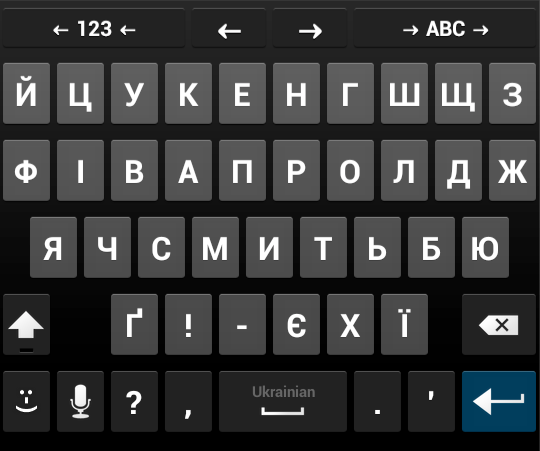 ← 123 ← ← → → ABC →
Й Ц У К Е Н Г Ш Щ З
Ф І В А П Р О Л Д Ж
Я Ч С М И Т Ь Б Ю
Ґ ! - Є Х Ї
? , Ukrainian . '